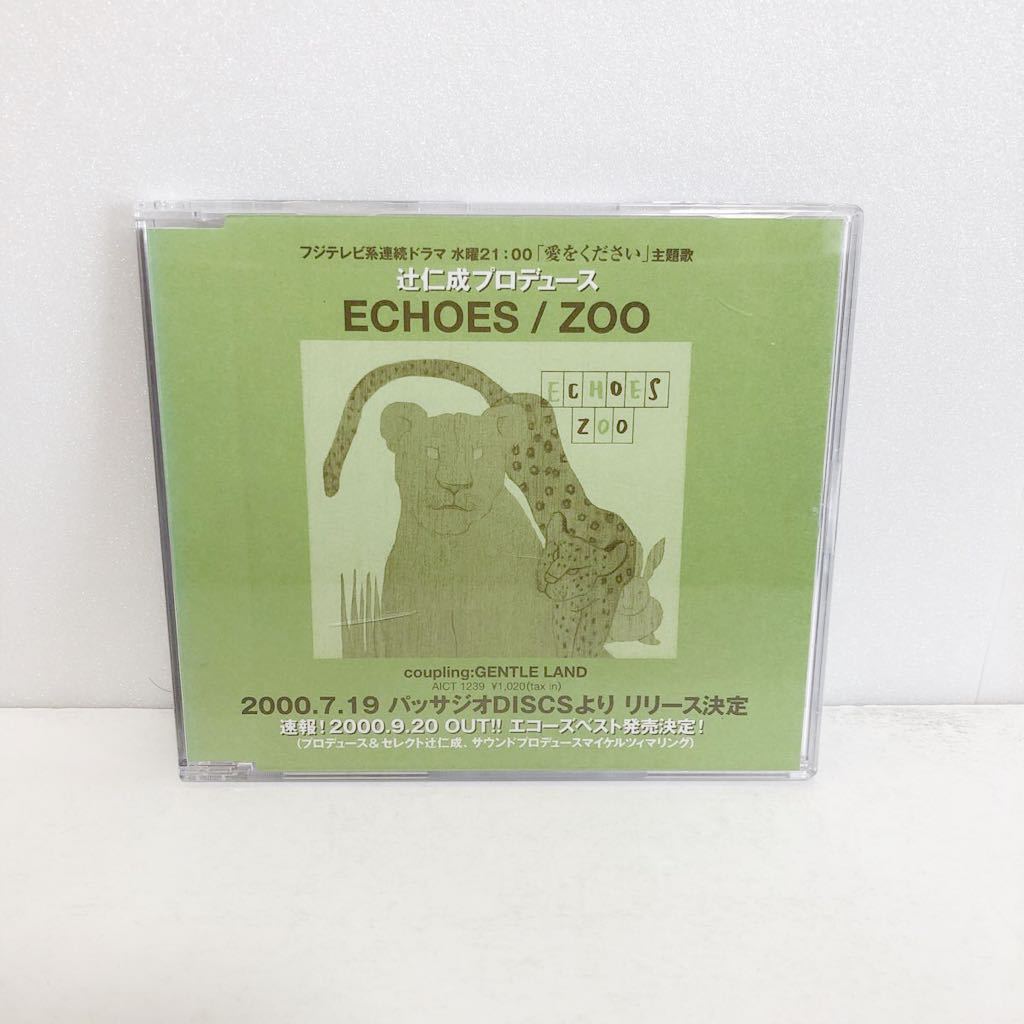 フジテレビ系連続ドラマ 水曜21:00「愛をください」主題歌
辻仁成プロデュース
ECHOES / ZOO
ECHOES
ZOO
coupling:GENTLE LAND
AICT 1239 ¥1,020(tax in)
2000.7.19 パッサジオDISCSより リリース決定
速報!2000.9.20 OUT!! エコーズベスト発売決定!
(プロデュース&セレクト辻仁成、サウンドプロデュースマイケルツィマリング)